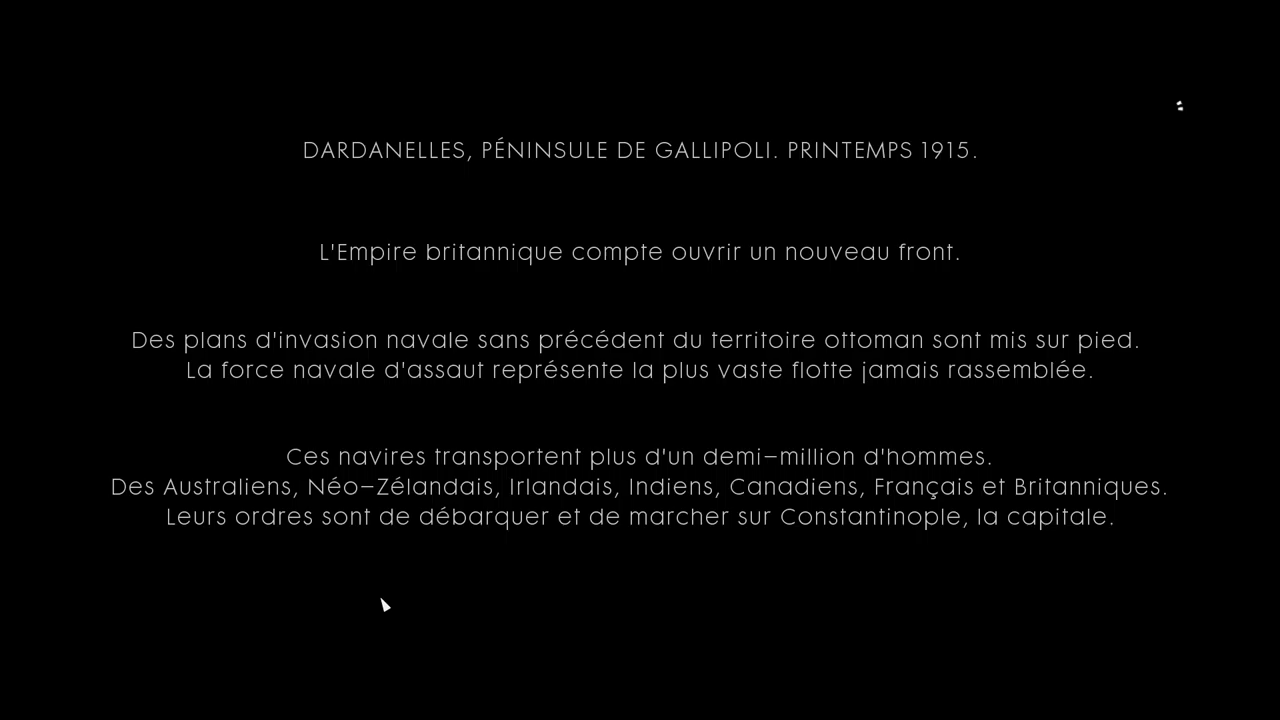 DARDANELLES, PÉNINSULE DE GALLIPOLI. PRINTEMPS 1915.
L'Empire britannique compte ouvrir un nouveau front.
Des plans d'invasion navale sans précédent du territoire ottoman sont mis sur pied.
La force navale d'assaut représente la plus vaste flotte jamais rassemblée.
Ces navires transportent plus d'un demi-million d'hommes.
Des Australiens, Néo-Zélandais, Irlandais, Indiens, Canadiens, Français et Britanniques.
Leurs ordres sont de débarquer et de marcher sur Constantinople, la capitale.